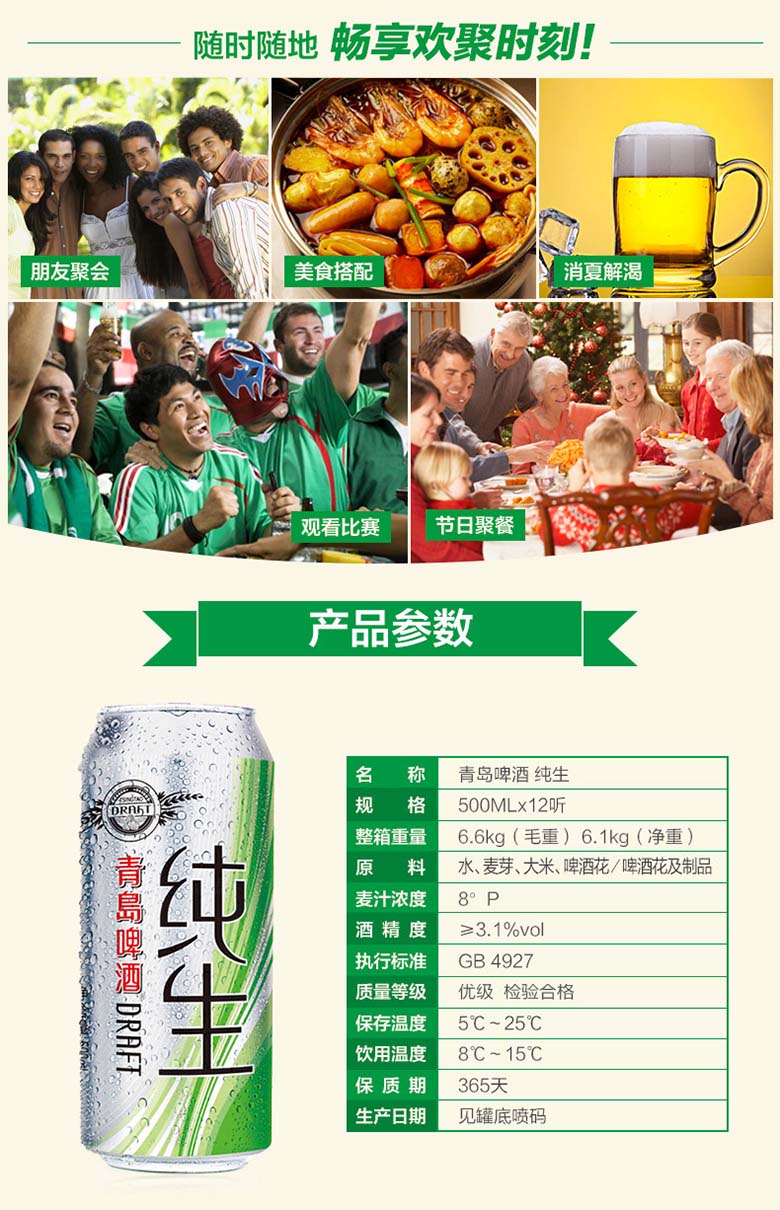 随时随地 畅享欢聚时刻!
朋友聚会
美食搭配
消夏解渴
观看比赛
节日聚餐
产品参数
TSINGTAO
DRAFT
青島啤酒
DRAFT
纯生
名 称 青岛啤酒 纯生
规 格 500MLx12听
整箱重量 6.6kg（毛重）6.1kg（净重）
原 料 水、麦芽、大米、啤酒花/啤酒花及制品
麦汁浓度 8°P
酒 精 度 ≥3.1%vol
执行标准 GB 4927
质量等级 优级 检验合格
保存温度 5℃～25℃
饮用温度 8℃～15℃
保 质 期 365天
生产日期 见罐底喷码